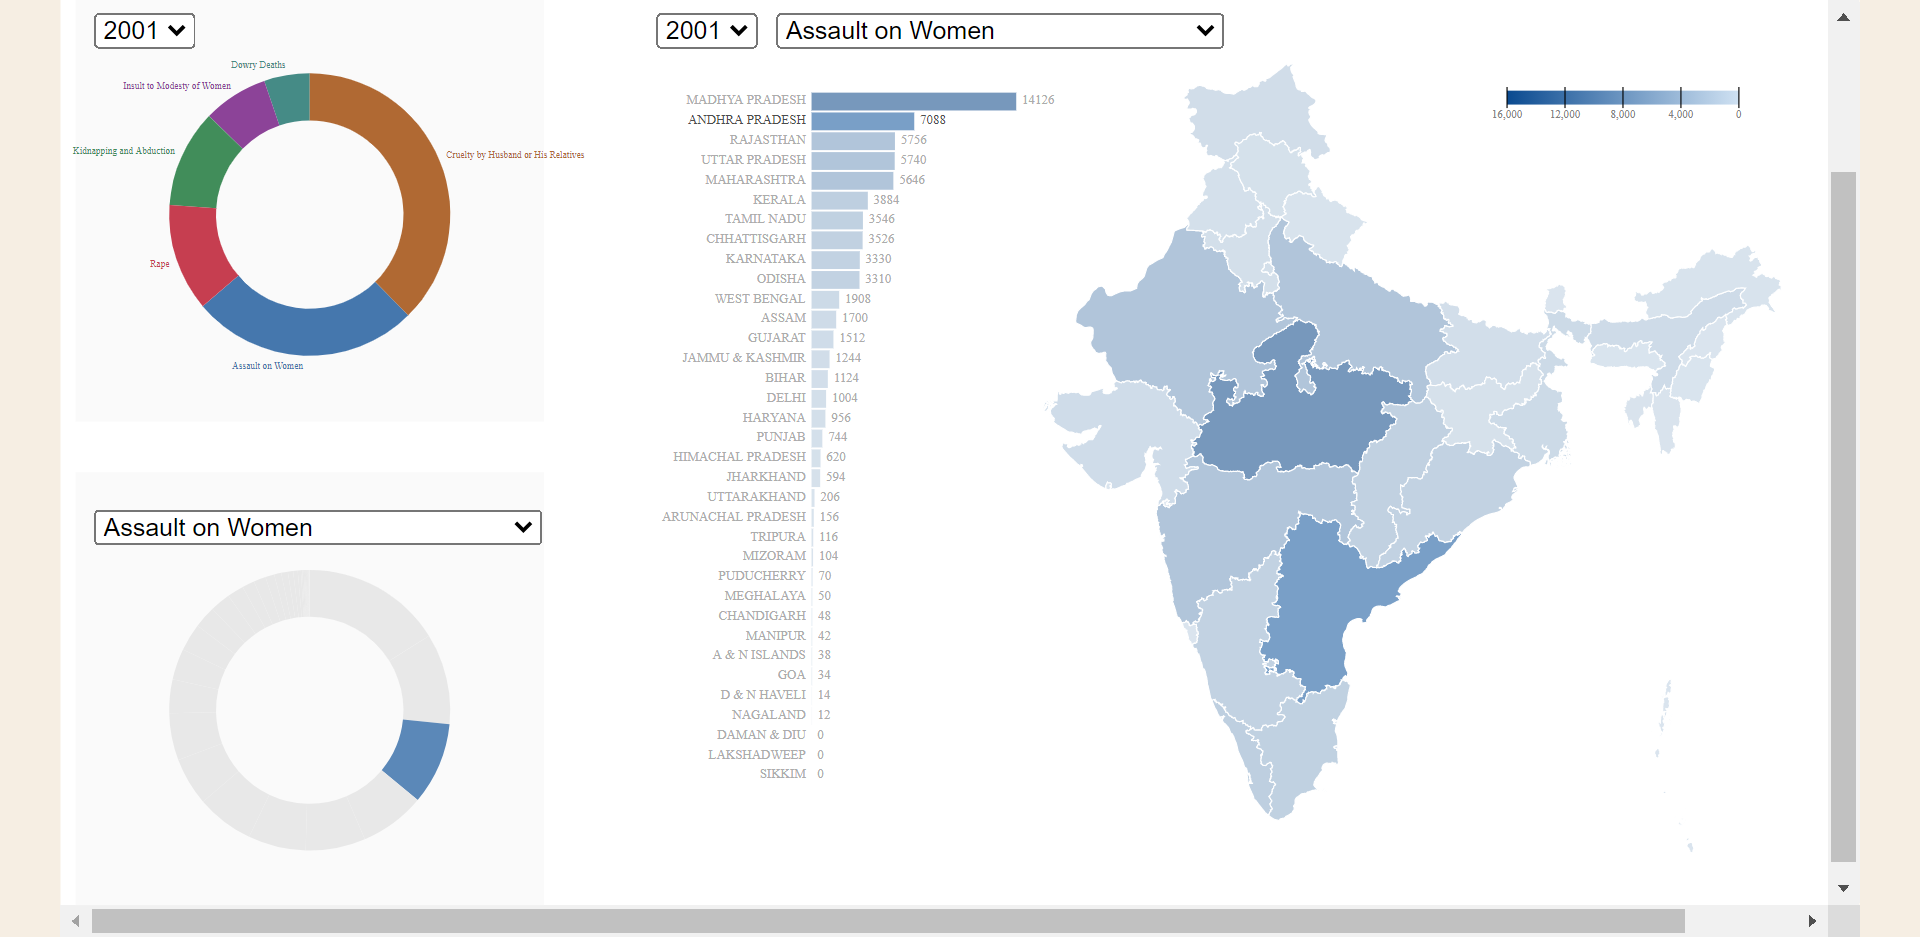 2001
Dowry Deaths
Insult to Modesty of Women
Kidnapping and Abduction
Cruelty by Husband or His Relatives
Rape
Assault on Women
Assault on Women
2001
Assault on Women
MADHYA PRADESH 14126
ANDHRA PRADESH 7088
RAJASTHAN 5756
UTTAR PRADESH 5740
MAHARASHTRA 5646
KERALA 3884
TAMIL NADU 3546
CHHATTISGARH 3526
KARNATAKA 3330
ODISHA 3310
WEST BENGAL 1908
ASSAM 1700
GUJARAT 1512
JAMMU & KASHMIR 1244
BIHAR 1124
DELHI 1004
HARYANA 956
PUNJAB 744
HIMACHAL PRADESH 620
JHARKHAND 594
UTTARAKHAND 206
ARUNACHAL PRADESH 156
TRIPURA 116
MIZORAM 104
PUDUCHERRY 70
MEGHALAYA 50
CHANDIGARH 48
MANIPUR 42
A & N ISLANDS 38
GOA 34
D & N HAVELI 14
NAGALAND 12
DAMAN & DIU 0
LAKSHADWEEP 0
SIKKIM 0
16,000 12,000 8,000 4,000 0